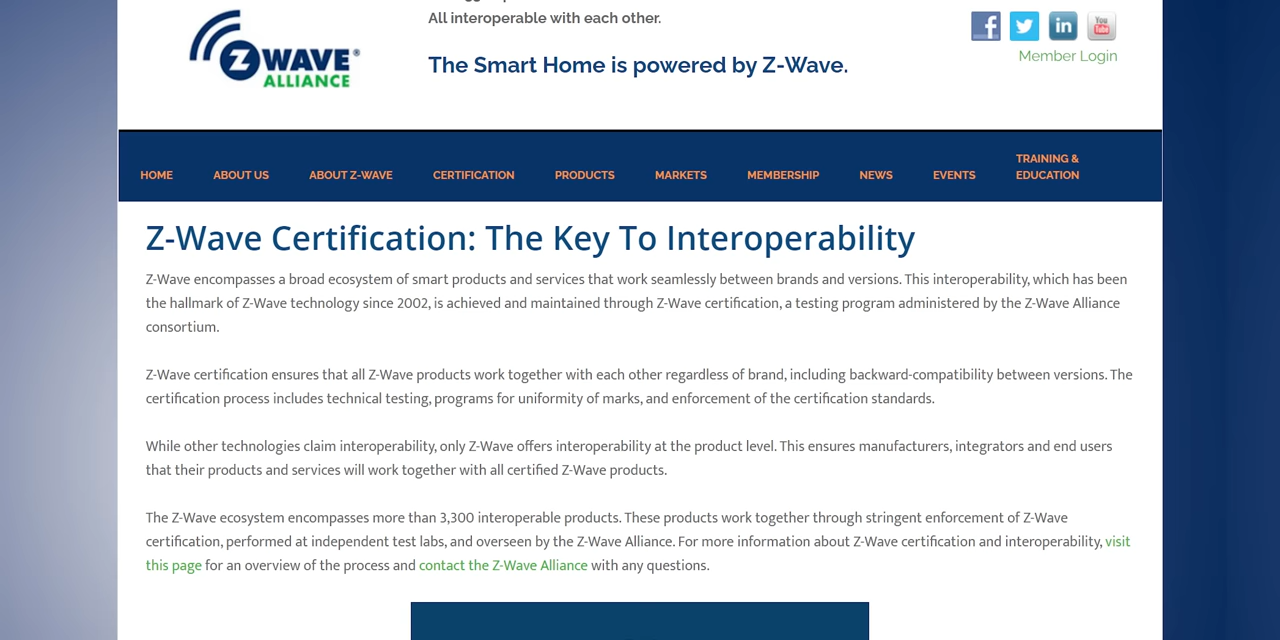 All interoperable with each other.
Z WAVE®
ALLIANCE
The Smart Home is powered by Z-Wave.
f
in
You
Tube
Member Login
HOME
ABOUT US
ABOUT Z-WAVE
CERTIFICATION
PRODUCTS
MARKETS
MEMBERSHIP
NEWS
EVENTS
TRAINING &
EDUCATION
Z-Wave Certification: The Key To Interoperability
Z-Wave encompasses a broad ecosystem of smart products and services that work seamlessly between brands and versions. This interoperability, which has been
the hallmark of Z-Wave technology since 2002, is achieved and maintained through Z-Wave certification, a testing program administered by the Z-Wave Alliance
consortium.
Z-Wave certification ensures that all Z-Wave products work together with each other regardless of brand, including backward-compatibility between versions. The
certification process includes technical testing, programs for uniformity of marks, and enforcement of the certification standards.
While other technologies claim interoperability, only Z-Wave offers interoperability at the product level. This ensures manufacturers, integrators and end users
that their products and services will work together with all certified Z-Wave products.
The Z-Wave ecosystem encompasses more than 3,300 interoperable products. These products work together through stringent enforcement of Z-Wave
certification, performed at independent test labs, and overseen by the Z-Wave Alliance. For more information about Z-Wave certification and interoperability, visit
this page for an overview of the process and contact the Z-Wave Alliance with any questions.